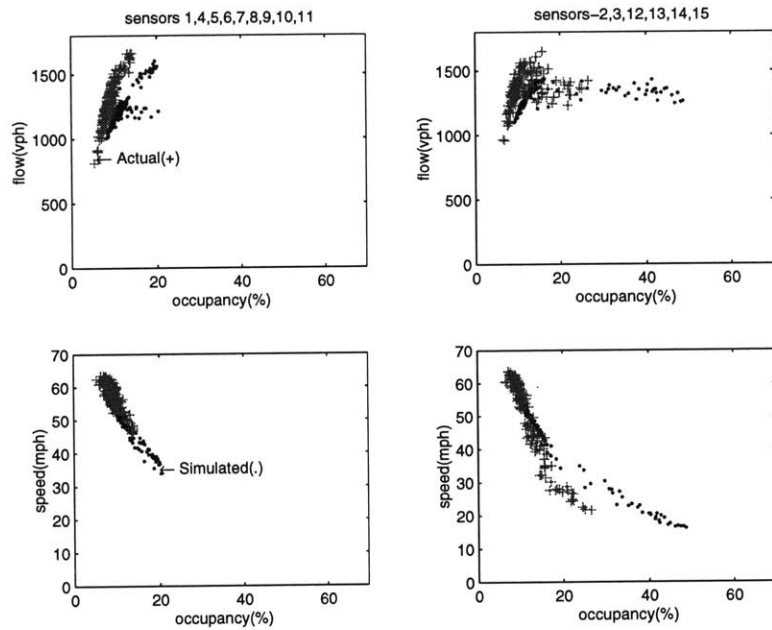 sensors 1,4,5,6,7,8,9,10,11
1500
1000
500
0
flow(vph)
Actual(+)
0 20 40 60
occupancy(%)
sensors-2,3,12,13,14,15
1500
1000
500
0
flow(vph)
0 20 40 60
occupancy(%)
70
60
50
40
30
20
10
0
speed(mph)
Simulated(.)
0 20 40 60
occupancy(%)
70
60
50
40
30
20
10
0
speed(mph)
0 20 40 60
occupancy(%)